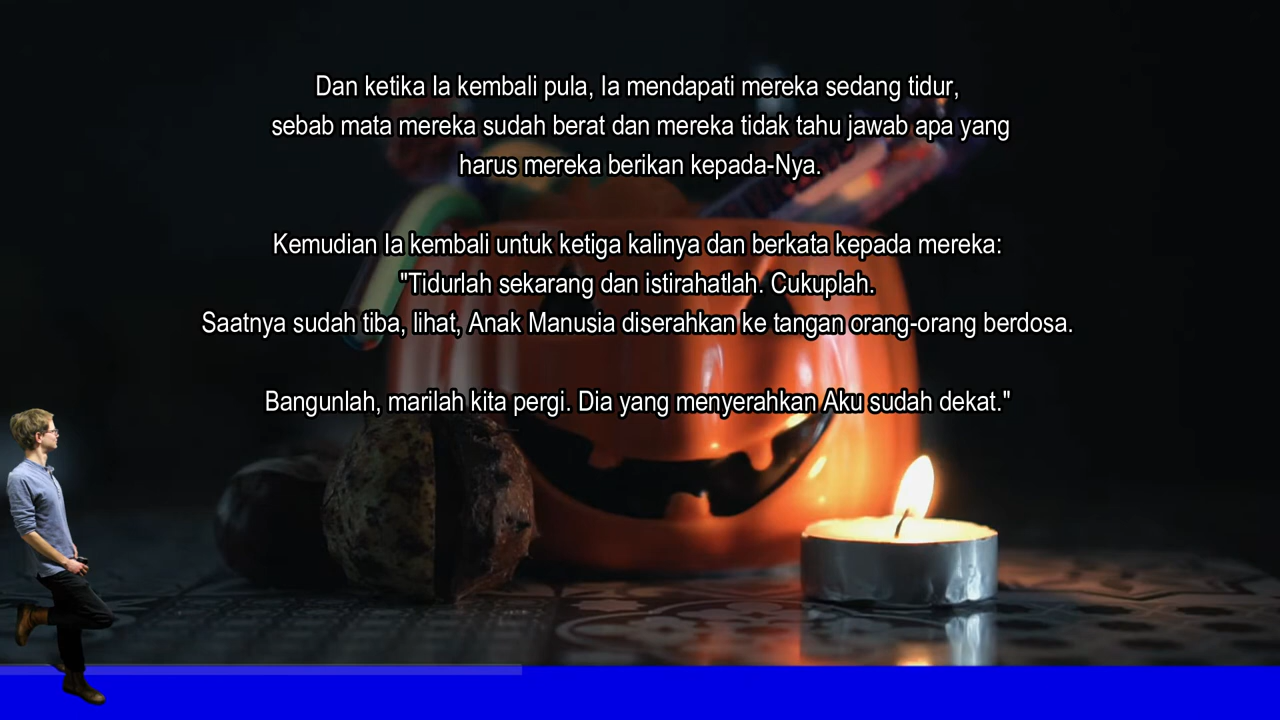 Dan ketika Ia kembali pula, Ia mendapati mereka sedang tidur,
sebab mata mereka sudah berat dan mereka tidak tahu jawab apa yang
harus mereka berikan kepada-Nya.
Kemudian Ia kembali untuk ketiga kalinya dan berkata kepada mereka:
"Tidurlah sekarang dan istirahatlah. Cukuplah.
Saatnya sudah tiba, lihat, Anak Manusia diserahkan ke tangan orang-orang berdosa.
Bangunlah, marilah kita pergi. Dia yang menyerahkan Aku sudah dekat."